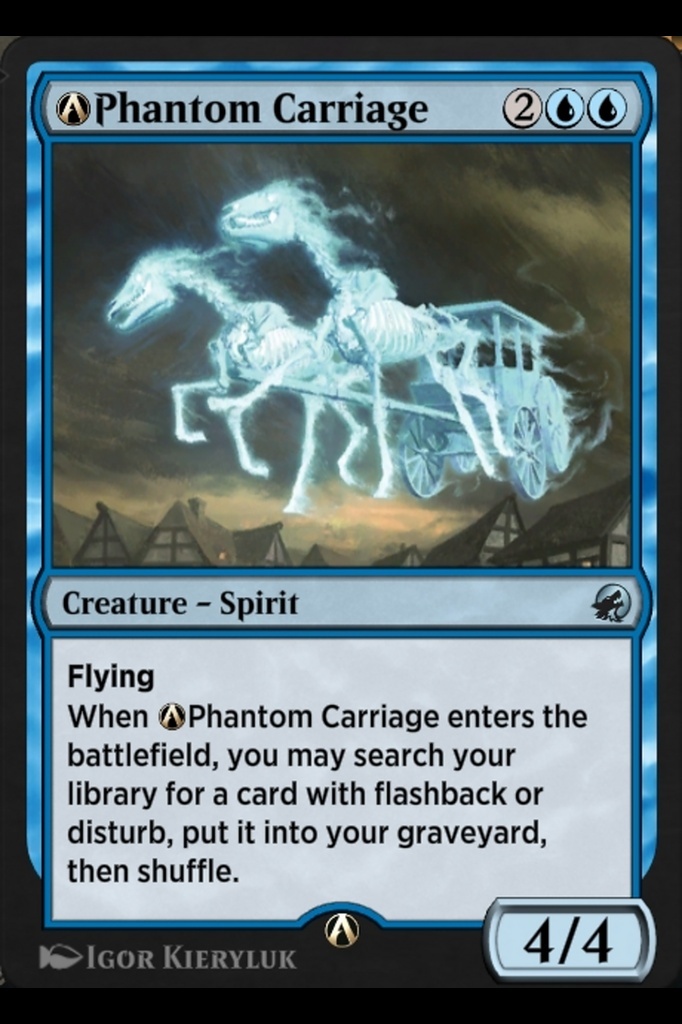 Phantom Carriage 2
Creature – Spirit
Flying
When Phantom Carriage enters the
battlefield, you may search your
library for a card with flashback or
disturb, put it into your graveyard,
then shuffle.
4/4
Igor Kieryluk